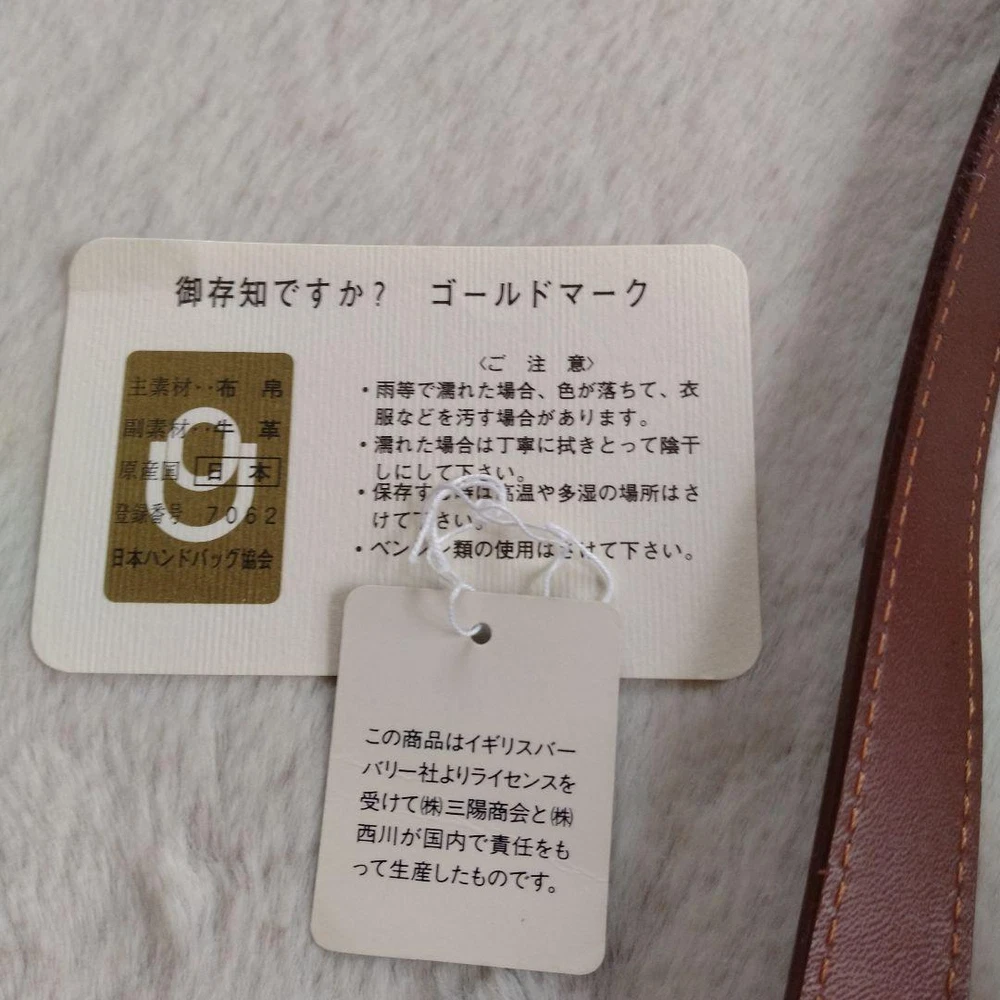 御存知ですか? ゴールドマーク
主素材‥布 帛
副素材‥牛 革
原産国 日 本
登録番号 7062
日本ハンドバッグ協会
〈ご 注 意〉
・雨等で濡れた場合、色が落ちて、衣
服などを汚す場合があります。
・濡れた場合は丁寧に拭きとって陰干
しにして下さい。
・保存する時は高温や多湿の場所はさ
けて下さい。
・ベンジン類の使用はさけて下さい。
この商品はイギリスバー
バリー社よりライセンスを
受けて㈱三陽商会と㈱
西川が国内で責任をも
って生産したものです。